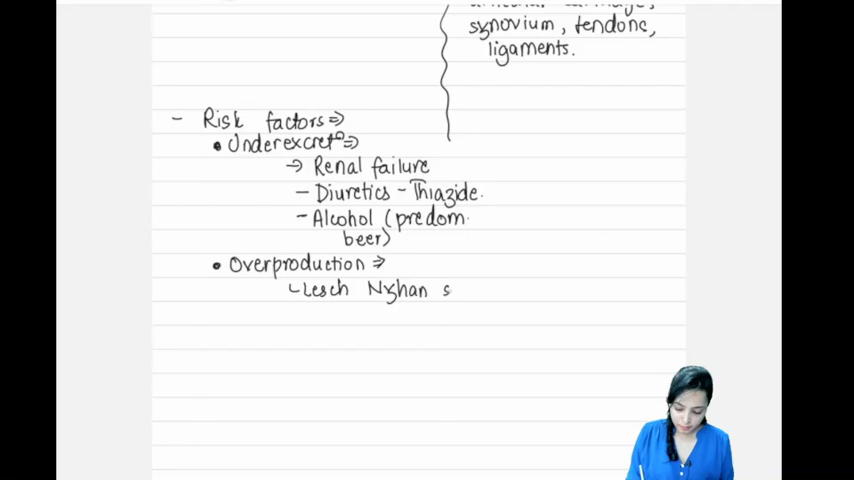 synovium, tendons,
ligaments.
- Risk factors ⇒
• Underexcretⁿ ⇒
→ Renal failure
- Diuretics - Thiazide.
- Alcohol (predom.
beer)
• Overproduction ⇒
Lesch Nyhan s